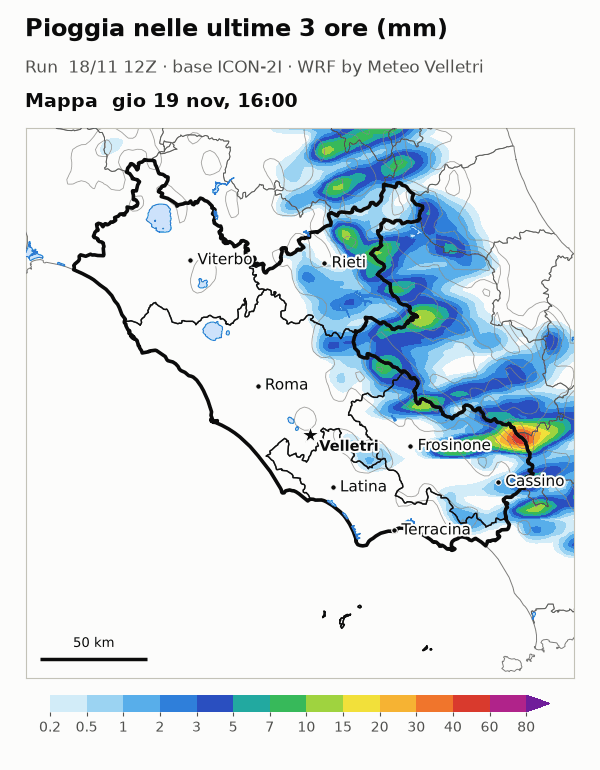 Pioggia nelle ultime 3 ore (mm)
Run  18/11 12Z · base ICON-2I · WRF by Meteo Velletri
Mappa  gio 19 nov, 16:00
Viterbo
Rieti
Roma
Velletri
Frosinone
Latina
Cassino
Terracina
50 km
0.2 0.5 1 2 3 5 7 10 15 20 30 40 60 80